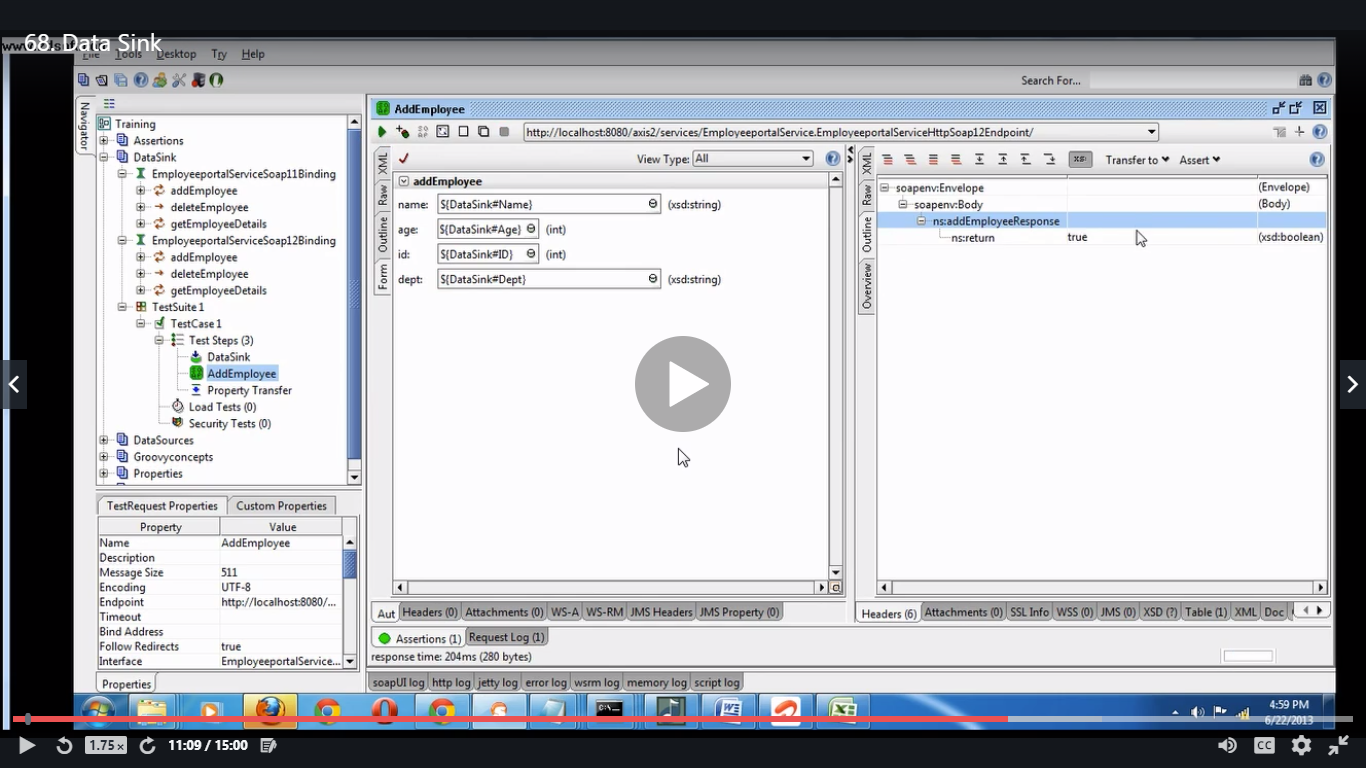 68. Data Sink
Tools Desktop Try Help
Search For...
Navigator
Training
Assertions
DataSink
EmployeeportalServiceSoap11Binding
addEmployee
deleteEmployee
getEmployeeDetails
EmployeeportalServiceSoap12Binding
addEmployee
deleteEmployee
getEmployeeDetails
TestSuite 1
TestCase 1
Test Steps (3)
DataSink
AddEmployee
Property Transfer
Load Tests (0)
Security Tests (0)
DataSources
Groovyconcepts
Properties
TestRequest Properties Custom Properties
Property Value
Name AddEmployee
Description
Message Size 511
Encoding UTF-8
Endpoint http://localhost:8080/...
Timeout
Bind Address
Follow Redirects true
Interface EmployeeportalService...
Properties
AddEmployee
http://localhost:8080/axis2/services/EmployeeportalService.EmployeeportalServiceHttpSoap12Endpoint/
View Type: All
XML
Raw
Outline
Form
addEmployee
name: ${DataSink#Name} (xsd:string)
age: ${DataSink#Age} (int)
id: ${DataSink#ID} (int)
dept: ${DataSink#Dept} (xsd:string)
Aut Headers (0) Attachments (0) WS-A WS-RM JMS Headers JMS Property (0)
XML
Raw
Outline
Overview
Transfer to Assert
soapenv:Envelope (Envelope)
soapenv:Body (Body)
ns:addEmployeeResponse
ns:return true (xsd:boolean)
Headers (6) Attachments (0) SSL Info WSS (0) JMS (0) XSD (?) Table (1) XML Doc
Assertions (1) Request Log (1)
response time: 204ms (280 bytes)
soapUI log http log jetty log error log wsrm log memory log script log
4:59 PM
6/22/2013
1.75x 11:09 / 15:00 CC